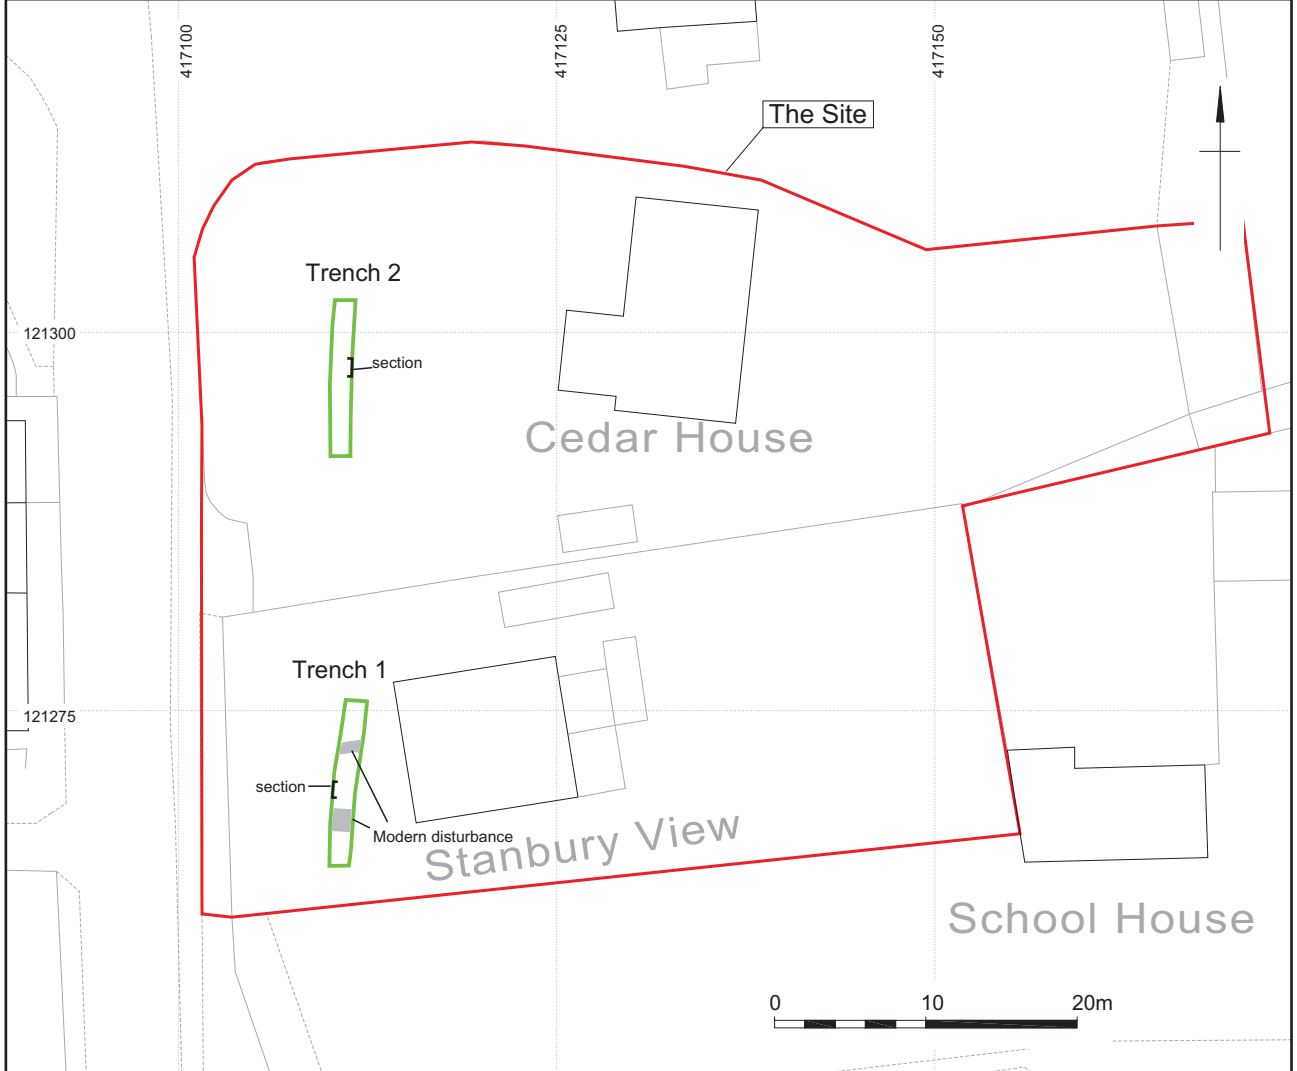 417100
417125
417150
The Site
Trench 2
121300
section
Cedar House
Trench 1
121275
section
Modern disturbance
Stanbury View
School House
0 10 20m